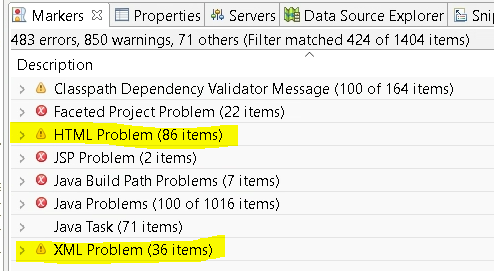 Markers Properties Servers Data Source Explorer Snip
483 errors, 850 warnings, 71 others (Filter matched 424 of 1404 items)
Description
Classpath Dependency Validator Message (100 of 164 items)
Faceted Project Problem (22 items)
HTML Problem (86 items)
JSP Problem (2 items)
Java Build Path Problems (7 items)
Java Problems (100 of 1016 items)
Java Task (71 items)
XML Problem (36 items)